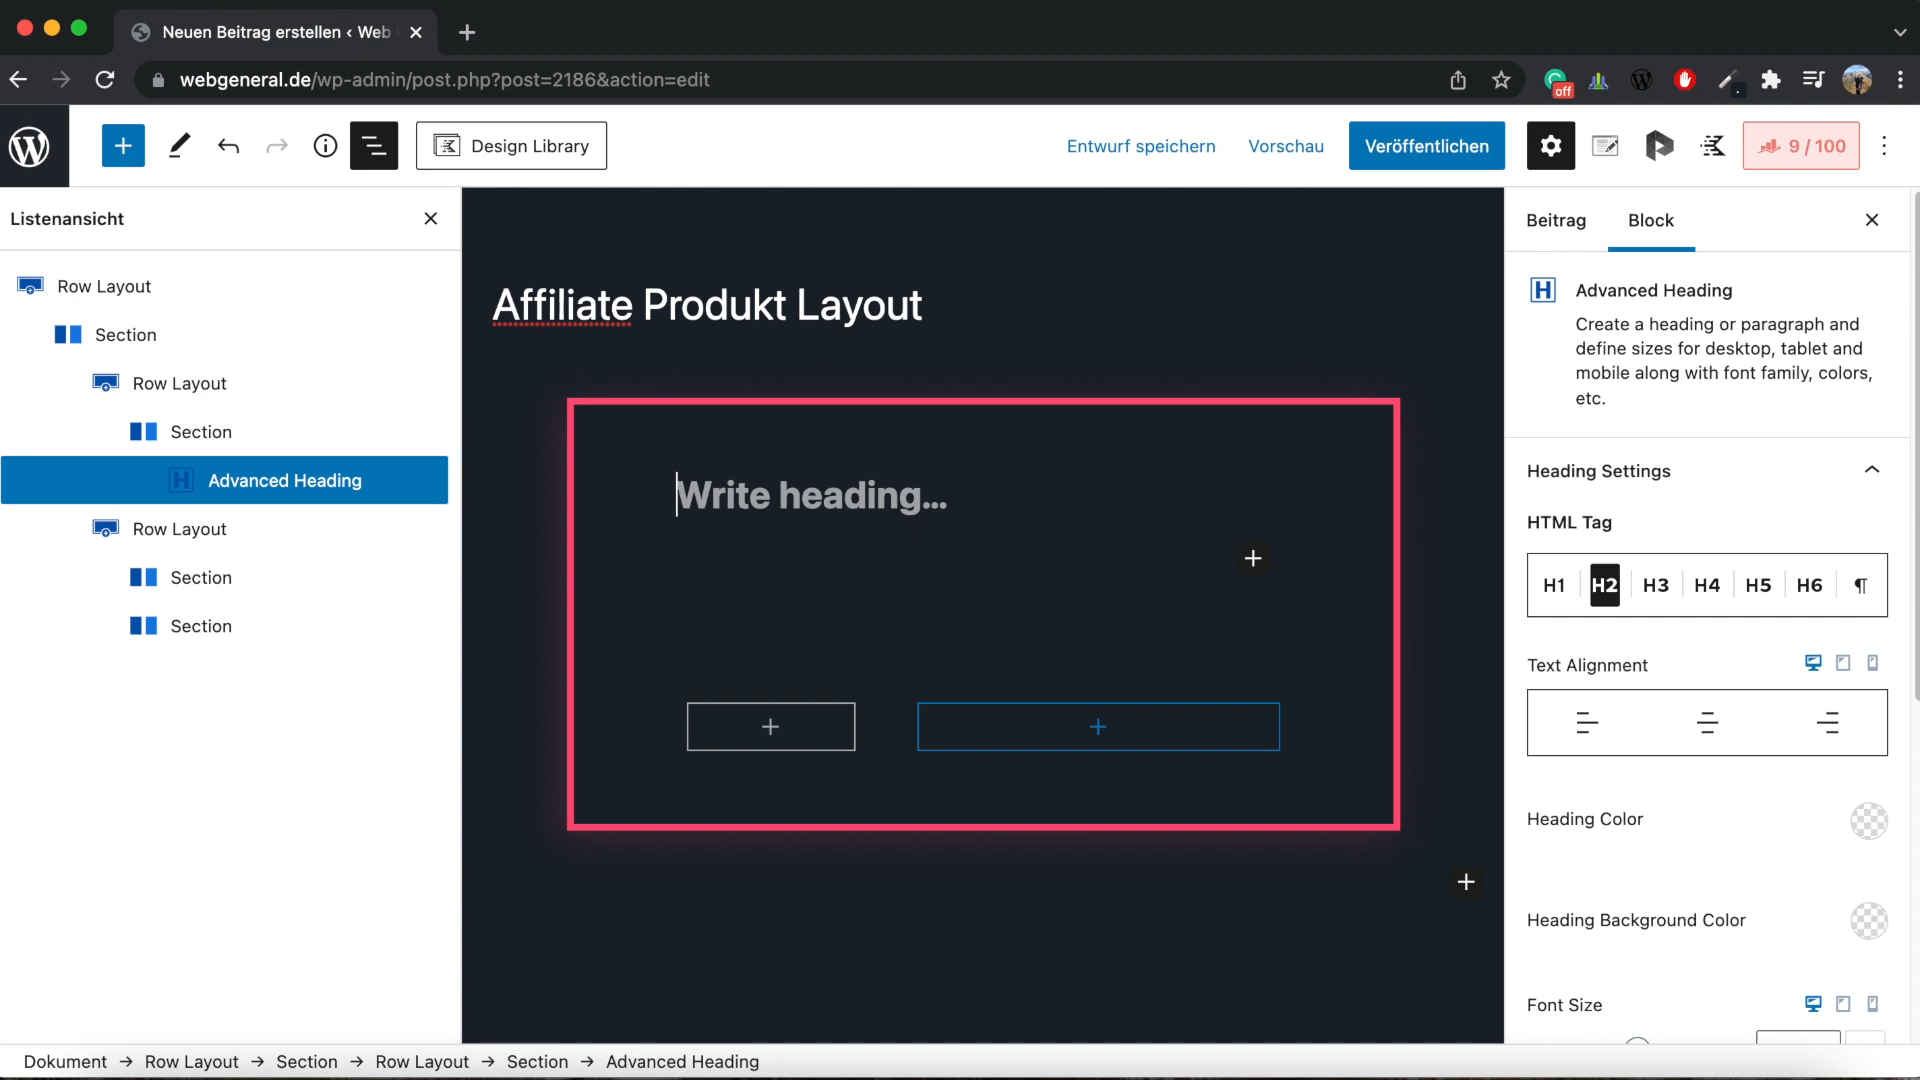 Neuen Beitrag erstellen ‹ Web
webgeneral.de/wp-admin/post.php?post=2186&action=edit
off
Design Library
Entwurf speichern
Vorschau
Veröffentlichen
9 / 100
Listenansicht
Row Layout
Section
Row Layout
Section
Advanced Heading
Row Layout
Section
Section
Affiliate Produkt Layout
Write heading...
Beitrag
Block
Advanced Heading
Create a heading or paragraph and
define sizes for desktop, tablet and
mobile along with font family, colors,
etc.
Heading Settings
HTML Tag
H1 H2 H3 H4 H5 H6 ¶
Text Alignment
Heading Color
Heading Background Color
Font Size
Dokument → Row Layout → Section → Row Layout → Section → Advanced Heading